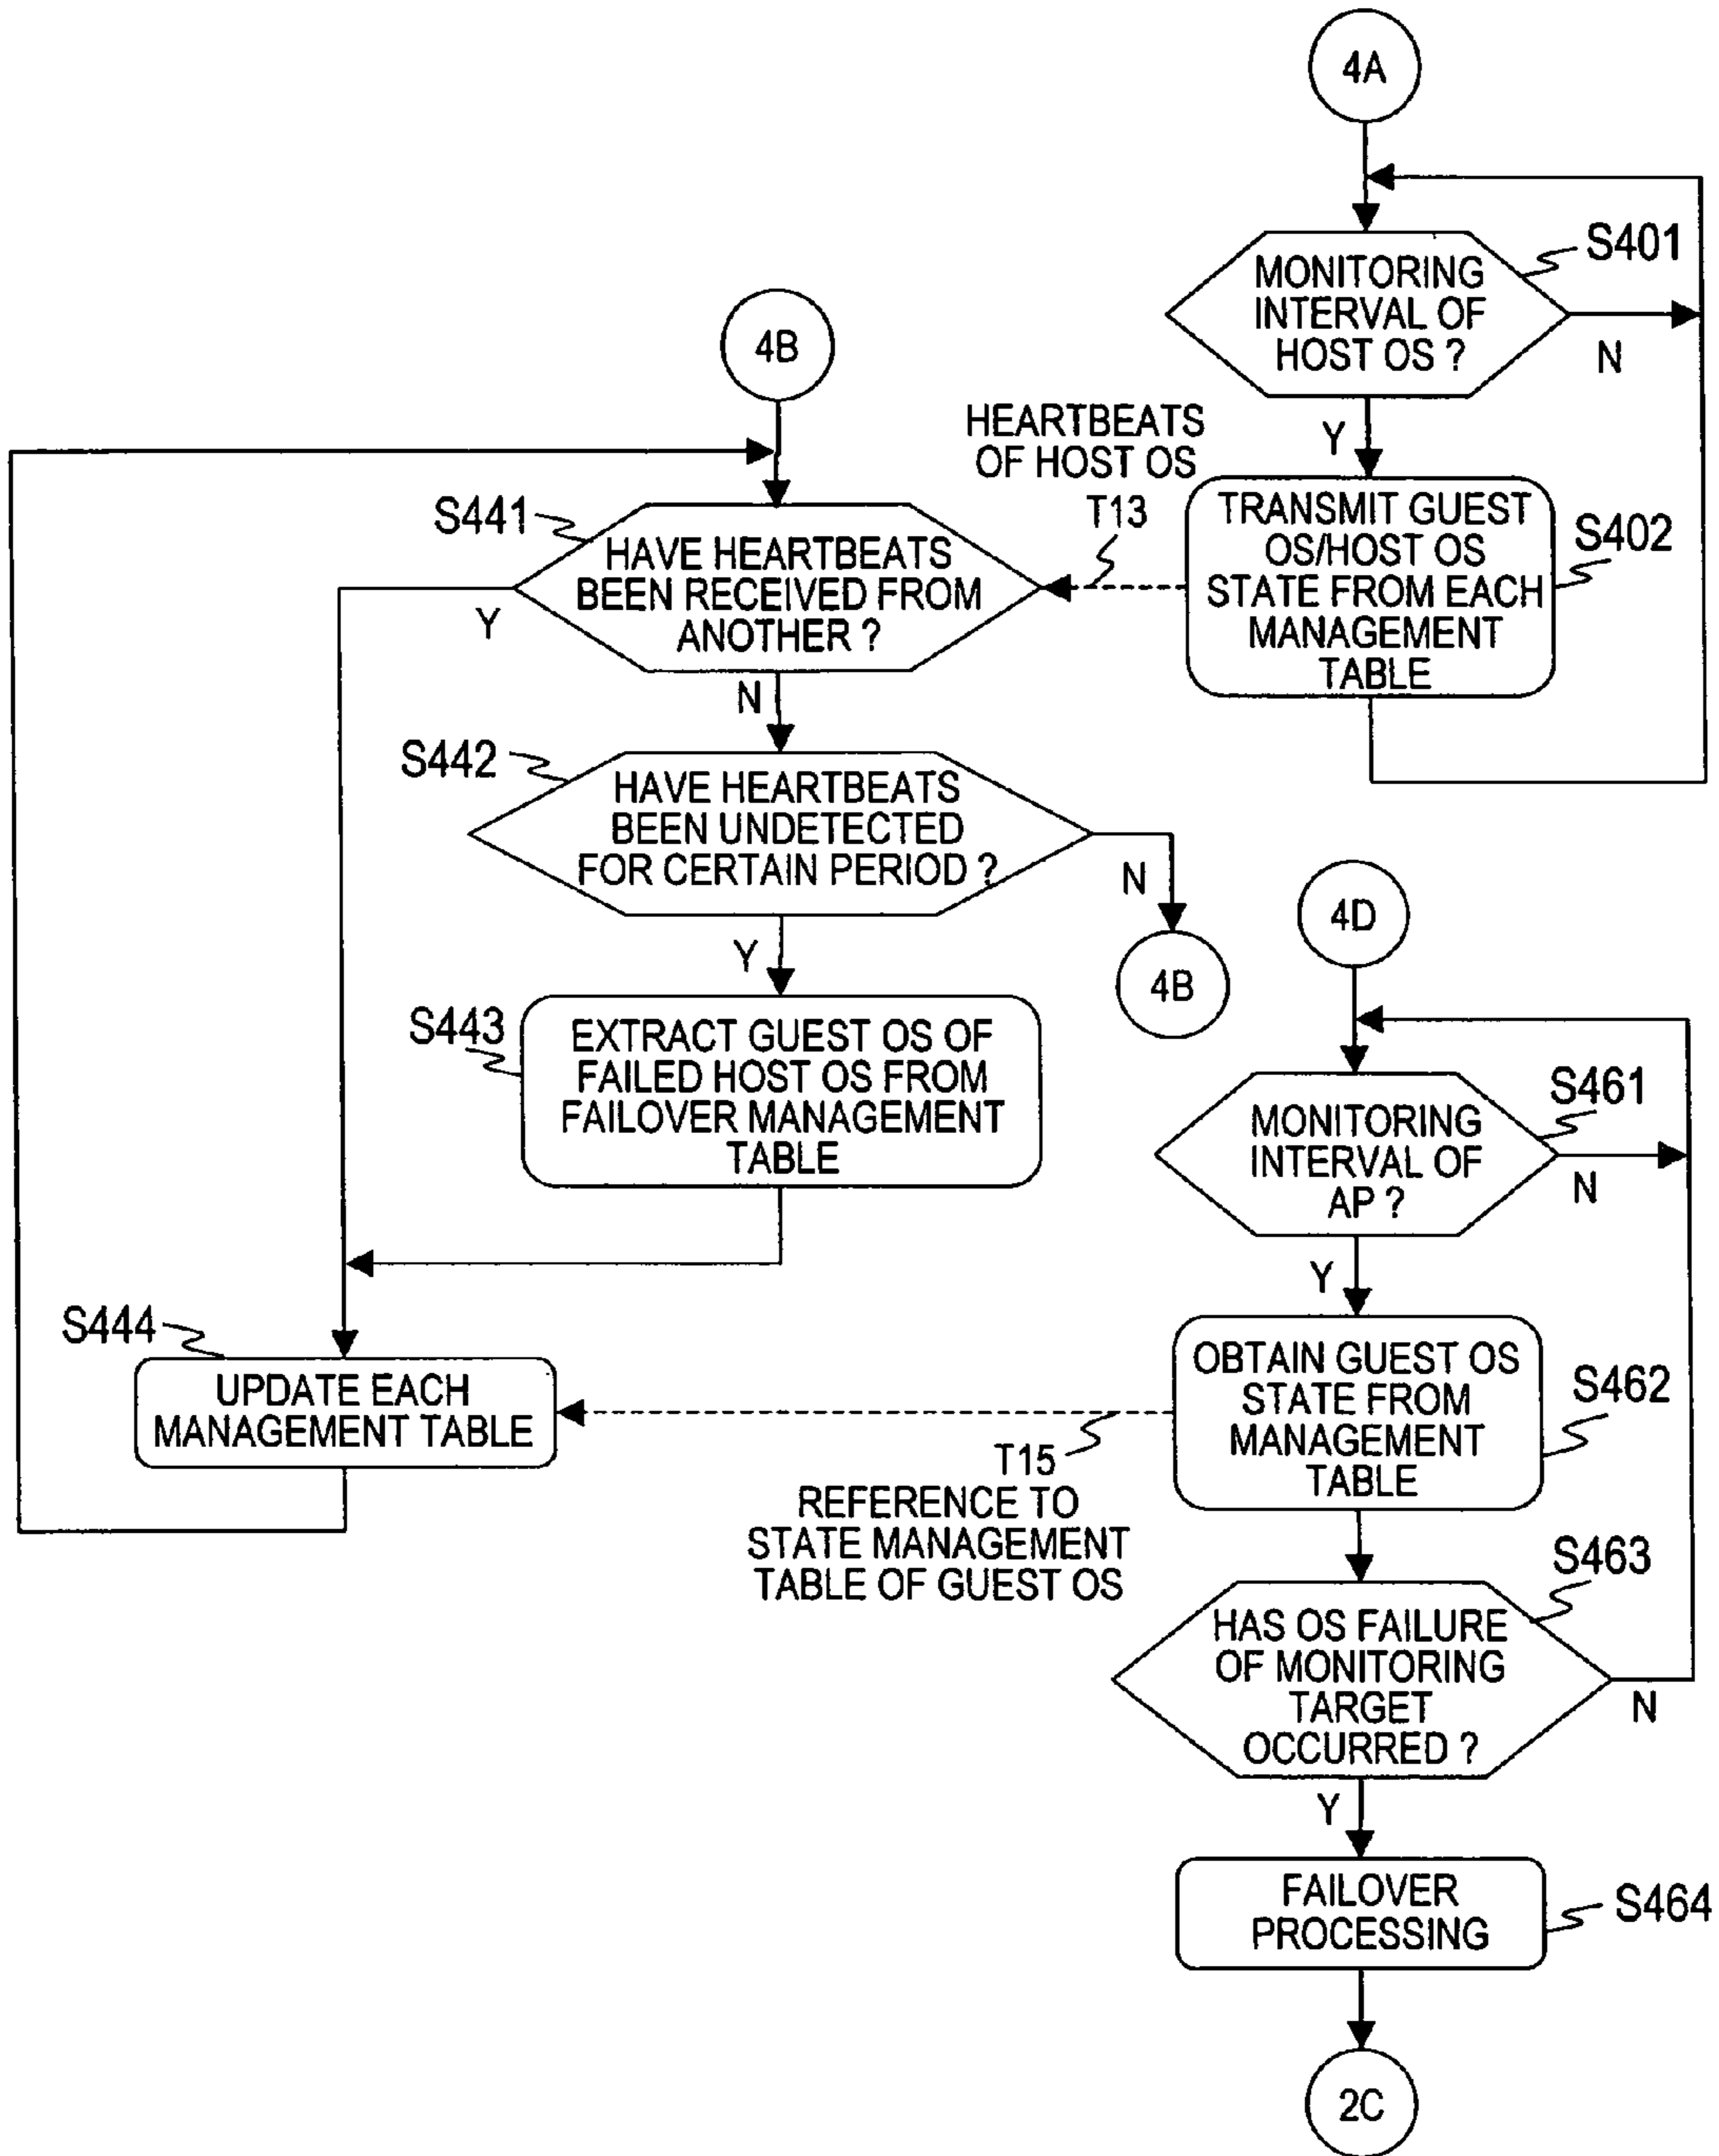 4A
MONITORING
INTERVAL OF
HOST OS ?
S401
N
Y
4B
HEARTBEATS
OF HOST OS
T13
TRANSMIT GUEST
OS/HOST OS
STATE FROM EACH
MANAGEMENT
TABLE
S402
S441
HAVE HEARTBEATS
BEEN RECEIVED FROM
ANOTHER ?
Y
N
S442
HAVE HEARTBEATS
BEEN UNDETECTED
FOR CERTAIN PERIOD ?
N
4B
Y
S443
EXTRACT GUEST OS OF
FAILED HOST OS FROM
FAILOVER MANAGEMENT
TABLE
S444
UPDATE EACH
MANAGEMENT TABLE
4D
MONITORING
INTERVAL OF
AP ?
S461
N
Y
OBTAIN GUEST OS
STATE FROM
MANAGEMENT
TABLE
S462
T15
REFERENCE TO
STATE MANAGEMENT
TABLE OF GUEST OS
S463
HAS OS FAILURE
OF MONITORING
TARGET
OCCURRED ?
N
Y
FAILOVER
PROCESSING
S464
2C